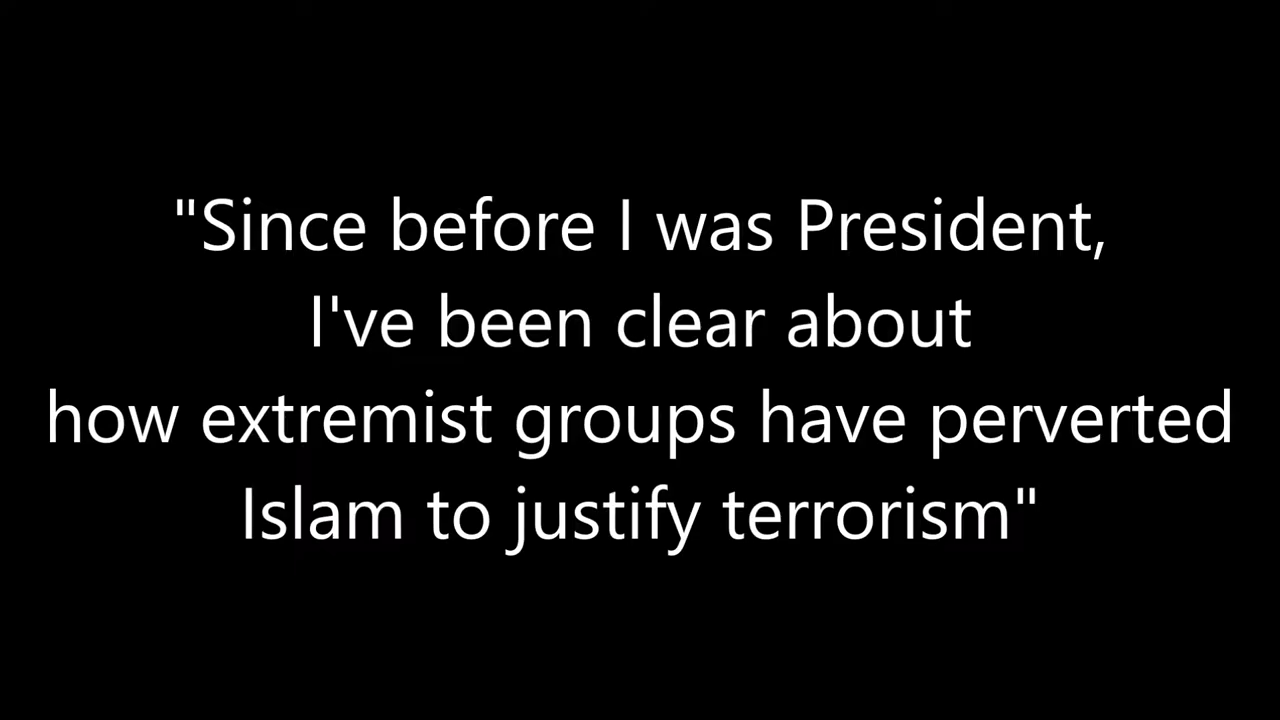 "Since before I was President,
I've been clear about
how extremist groups have perverted
Islam to justify terrorism"